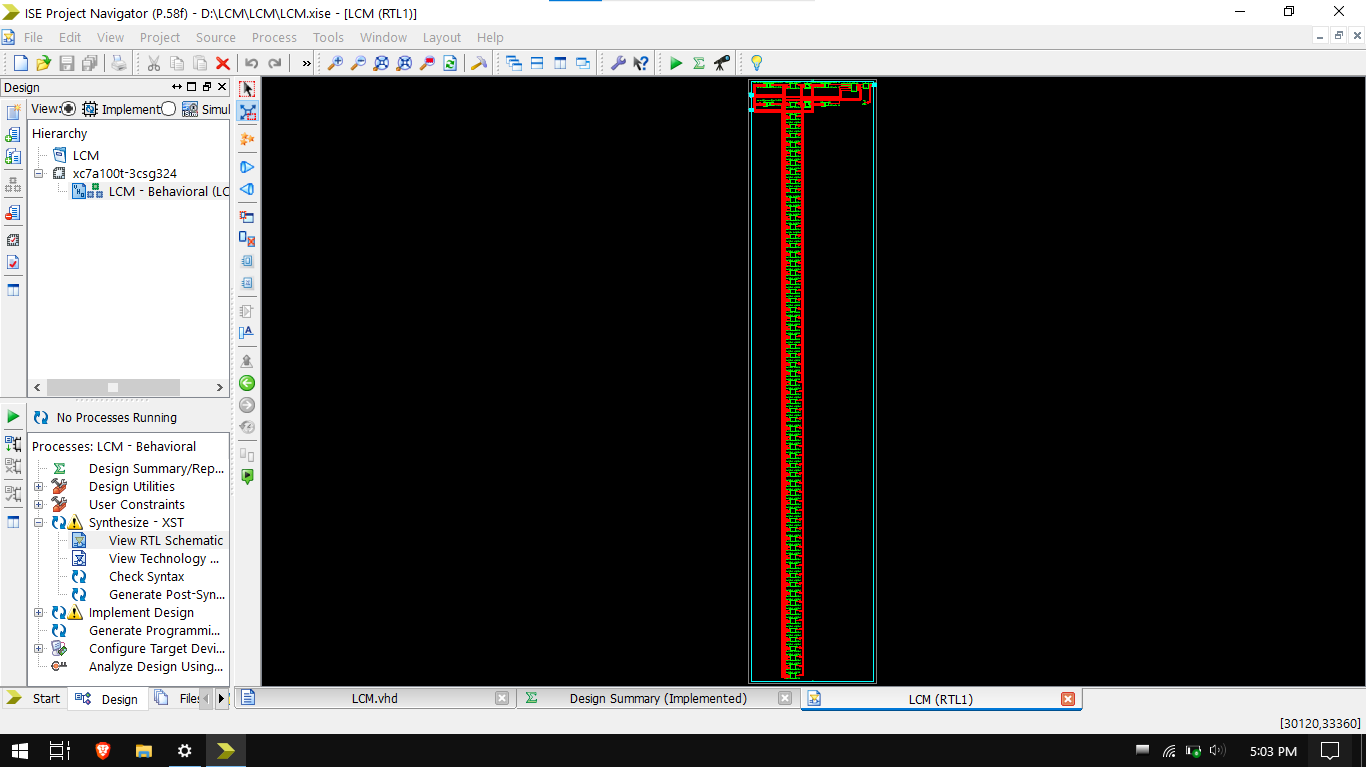 ISE Project Navigator (P.58f) - D:\LCM\LCM\LCM.xise - [LCM (RTL1)]
File Edit View Project Source Process Tools Window Layout Help
Design
View: Implement Simul
Hierarchy
LCM
xc7a100t-3csg324
LCM - Behavioral (LC
No Processes Running
Processes: LCM - Behavioral
Design Summary/Rep...
Design Utilities
User Constraints
Synthesize - XST
View RTL Schematic
View Technology ...
Check Syntax
Generate Post-Syn...
Implement Design
Generate Programmi...
Configure Target Devi...
Analyze Design Using...
Start Design Files LCM.vhd Design Summary (Implemented) LCM (RTL1)
[30120,33360]
5:03 PM